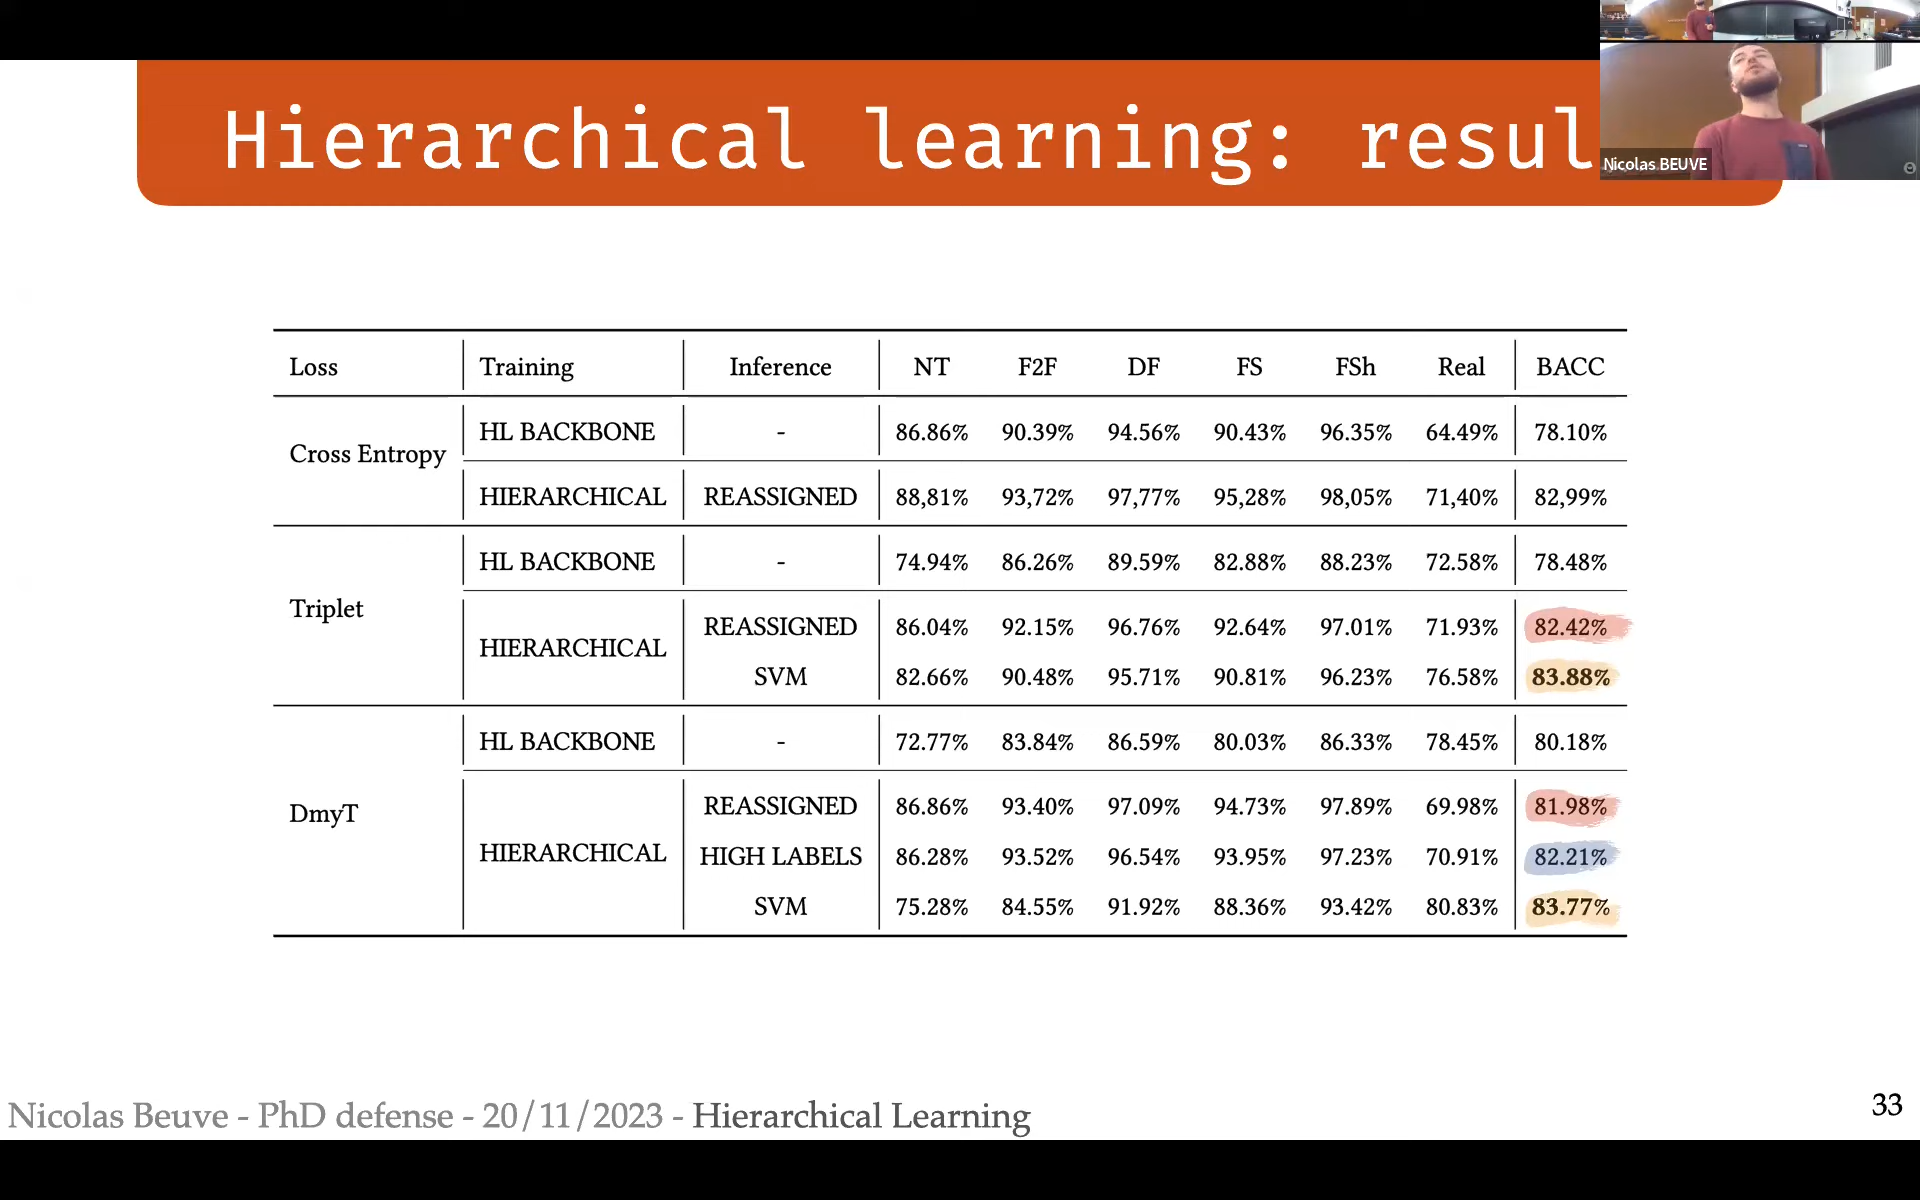 Hierarchical learning: resul
Nicolas BEUVE
Loss Training Inference NT F2F DF FS FSh Real BACC
Cross Entropy
HL BACKBONE - 86.86% 90.39% 94.56% 90.43% 96.35% 64.49% 78.10%
HIERARCHICAL REASSIGNED 88,81% 93,72% 97,77% 95,28% 98,05% 71,40% 82,99%
Triplet
HL BACKBONE - 74.94% 86.26% 89.59% 82.88% 88.23% 72.58% 78.48%
HIERARCHICAL
REASSIGNED 86.04% 92.15% 96.76% 92.64% 97.01% 71.93% 82.42%
SVM 82.66% 90.48% 95.71% 90.81% 96.23% 76.58% 83.88%
DmyT
HL BACKBONE - 72.77% 83.84% 86.59% 80.03% 86.33% 78.45% 80.18%
HIERARCHICAL
REASSIGNED 86.86% 93.40% 97.09% 94.73% 97.89% 69.98% 81.98%
HIGH LABELS 86.28% 93.52% 96.54% 93.95% 97.23% 70.91% 82.21%
SVM 75.28% 84.55% 91.92% 88.36% 93.42% 80.83% 83.77%
Nicolas Beuve - PhD defense - 20/11/2023 - Hierarchical Learning
33